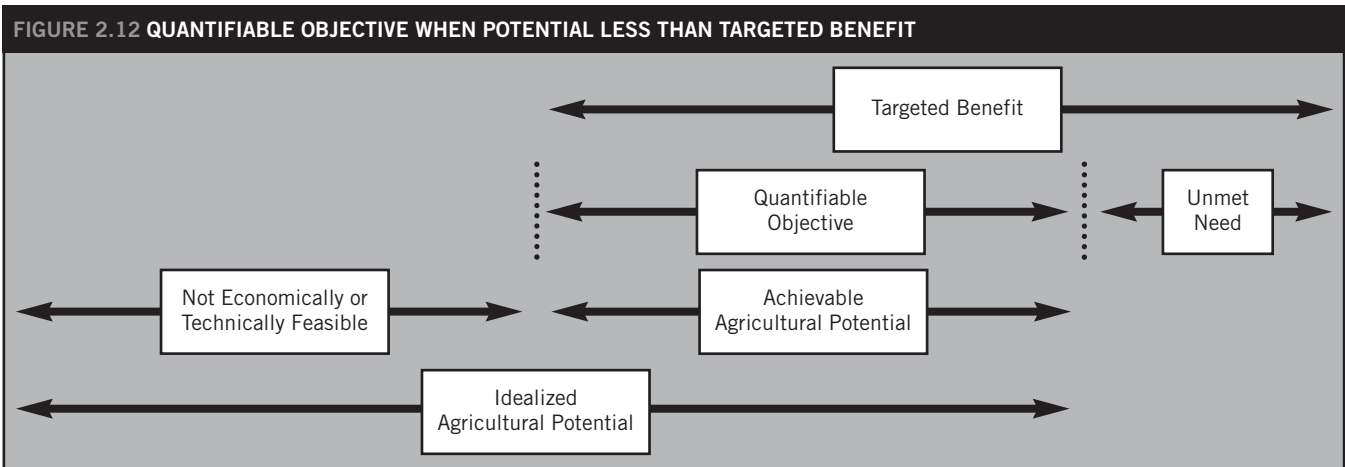 FIGURE 2.12 QUANTIFIABLE OBJECTIVE WHEN POTENTIAL LESS THAN TARGETED BENEFIT
Targeted Benefit
Quantifiable
Objective
Unmet
Need
Not Economically or
Technically Feasible
Achievable
Agricultural Potential
Idealized
Agricultural Potential